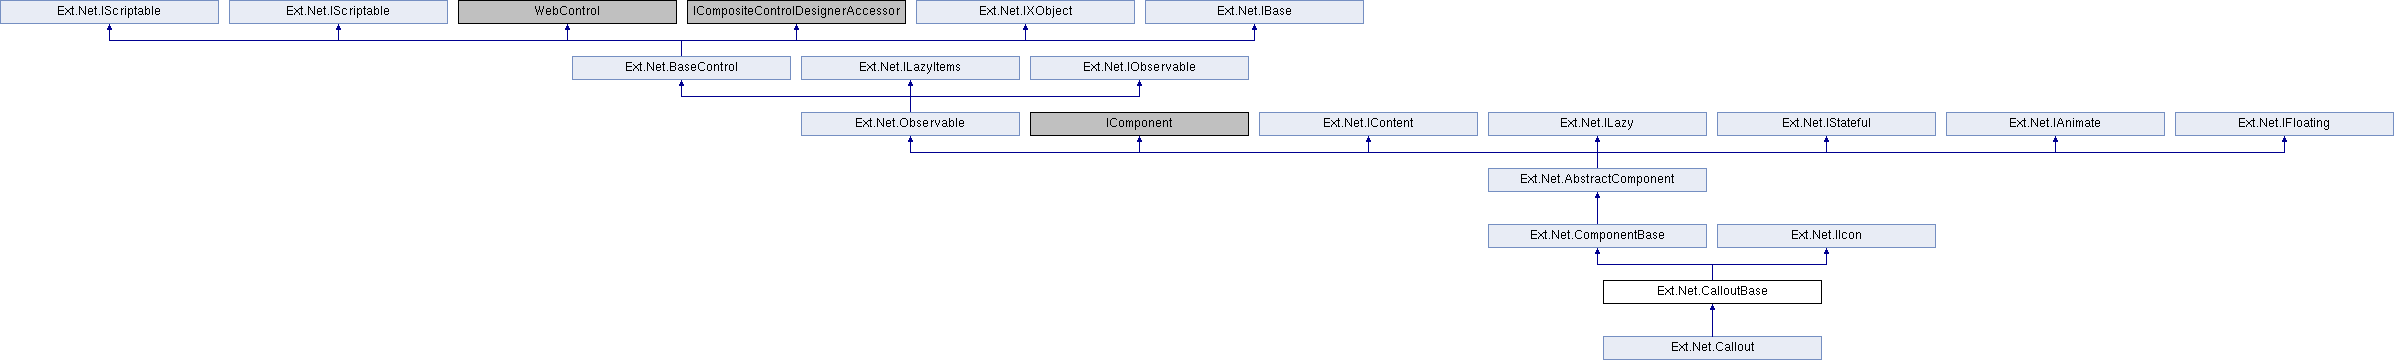 Ext.Net.IScriptable
Ext.Net.IScriptable
WebControl
ICompositeControlDesignerAccessor
Ext.Net.IXObject
Ext.Net.IBase
Ext.Net.BaseControl
Ext.Net.ILazyItems
Ext.Net.IObservable
Ext.Net.Observable
IComponent
Ext.Net.IContent
Ext.Net.ILazy
Ext.Net.IStateful
Ext.Net.IAnimate
Ext.Net.IFloating
Ext.Net.AbstractComponent
Ext.Net.ComponentBase
Ext.Net.IIcon
Ext.Net.CalloutBase
Ext.Net.Callout